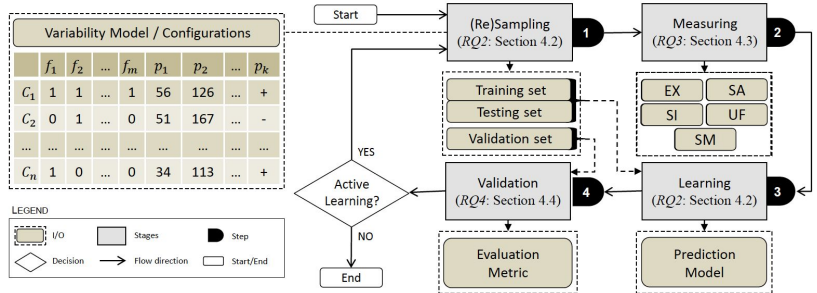 Start
Variability Model / Configurations
f1 f2 ... fm p1 p2 ... pk
C1 1 1 ... 1 56 126 ... +
C2 0 1 ... 0 51 167 ... -
... ... ... ... ... ... ... ... ...
Cn 1 0 ... 0 34 113 ... +
(Re)Sampling
(RQ2: Section 4.2)
1
Measuring
(RQ3: Section 4.3)
2
Training set
Testing set
Validation set
EX SA
SI UF
SM
YES
Active
Learning?
NO
End
Validation
(RQ4: Section 4.4)
4
Learning
(RQ2: Section 4.2)
3
Evaluation
Metric
Prediction
Model
LEGEND
I/O
Stages
Step
Decision
Flow direction
Start/End